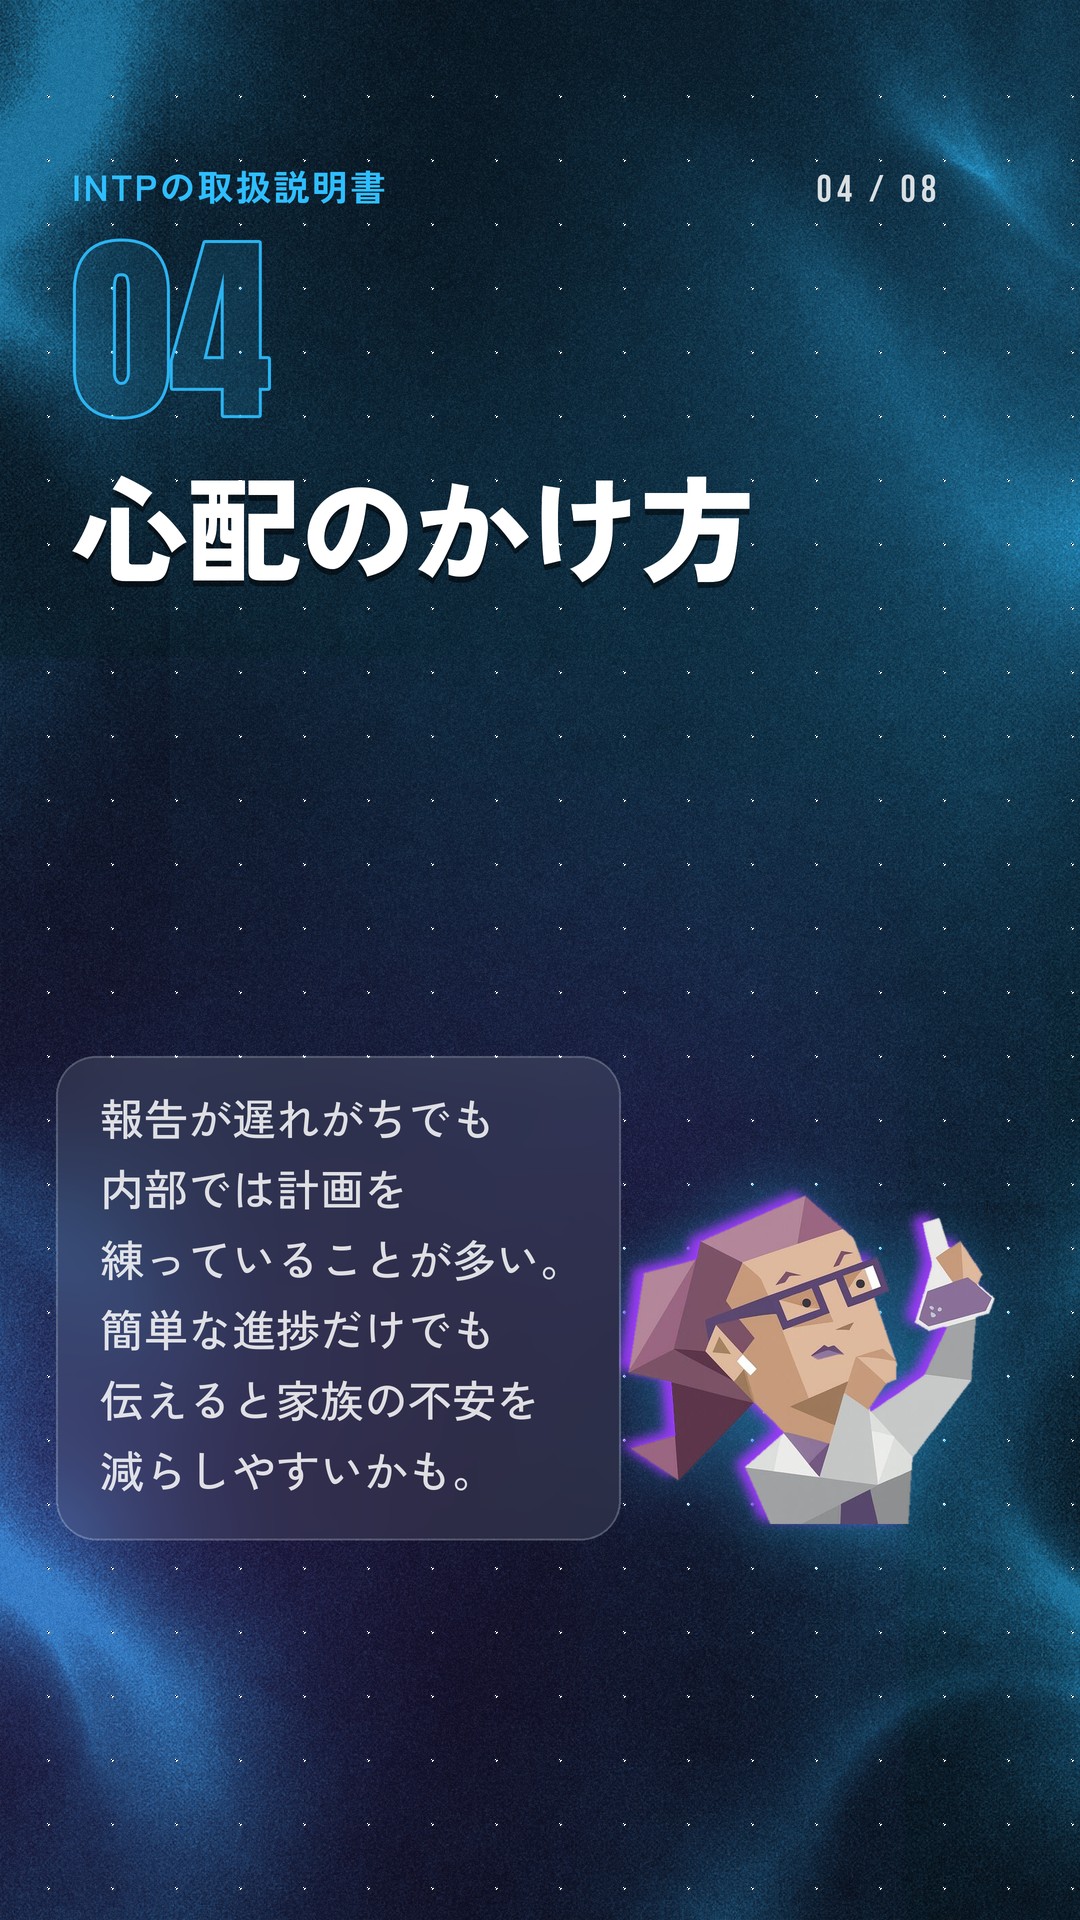 INTPの取扱説明書
04 / 08
04
心配のかけ方
報告が遅れがちでも
内部では計画を
練っていることが多い。
簡単な進捗だけでも
伝えると家族の不安を
減らしやすいかも。